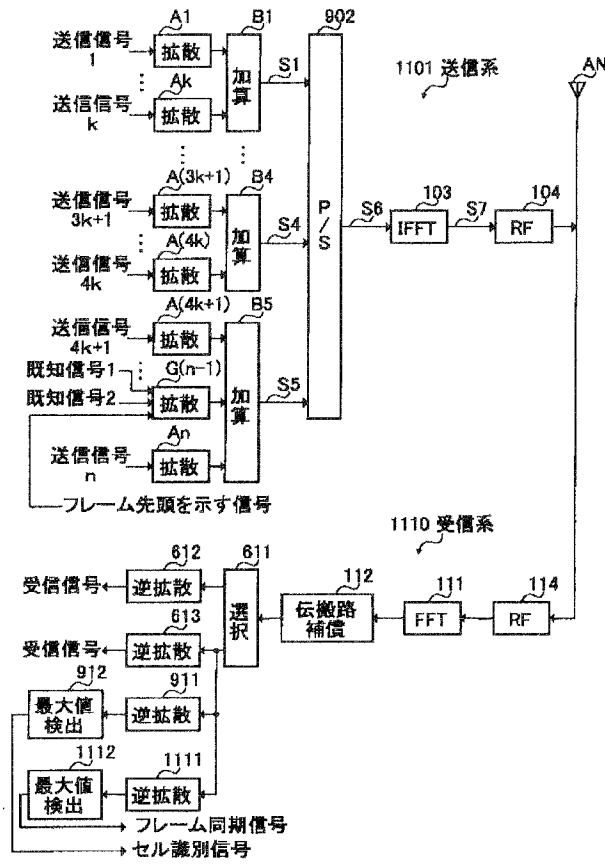 A1
B1
902
送信信号
1
拡散
加算
S1
1101 送信系
AN
⋮
Ak
送信信号
k
拡散
⋮
⋮
A(3k+1)
B4
送信信号
3k+1
拡散
加算
S4
P/S
S6
103
IFFT
S7
104
RF
⋮
A(4k)
送信信号
4k
拡散
A(4k+1)
B5
送信信号
4k+1
拡散
加算
S5
⋮
既知信号1
G(n-1)
既知信号2
拡散
An
送信信号
n
拡散
フレーム先頭を示す信号
1110 受信系
612
611
受信信号
逆拡散
選択
112
伝搬路
補償
111
FFT
114
RF
613
受信信号
逆拡散
912
911
最大値
検出
逆拡散
1112
1111
最大値
検出
逆拡散
フレーム同期信号
セル識別信号